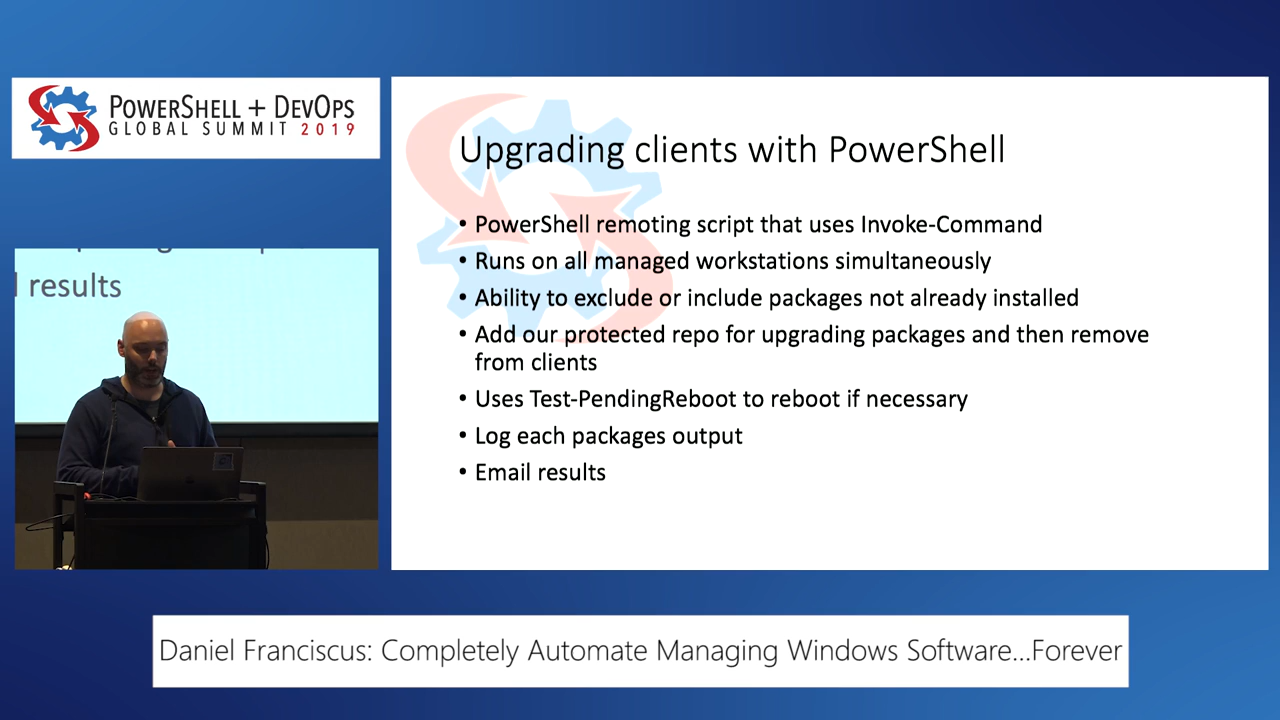 POWERSHELL + DEVOPS
GLOBAL SUMMIT 2019
Upgrading clients with PowerShell
• PowerShell remoting script that uses Invoke-Command
• Runs on all managed workstations simultaneously
• Ability to exclude or include packages not already installed
• Add our protected repo for upgrading packages and then remove
from clients
• Uses Test-PendingReboot to reboot if necessary
• Log each packages output
• Email results
results
Daniel Franciscus: Completely Automate Managing Windows Software...Forever